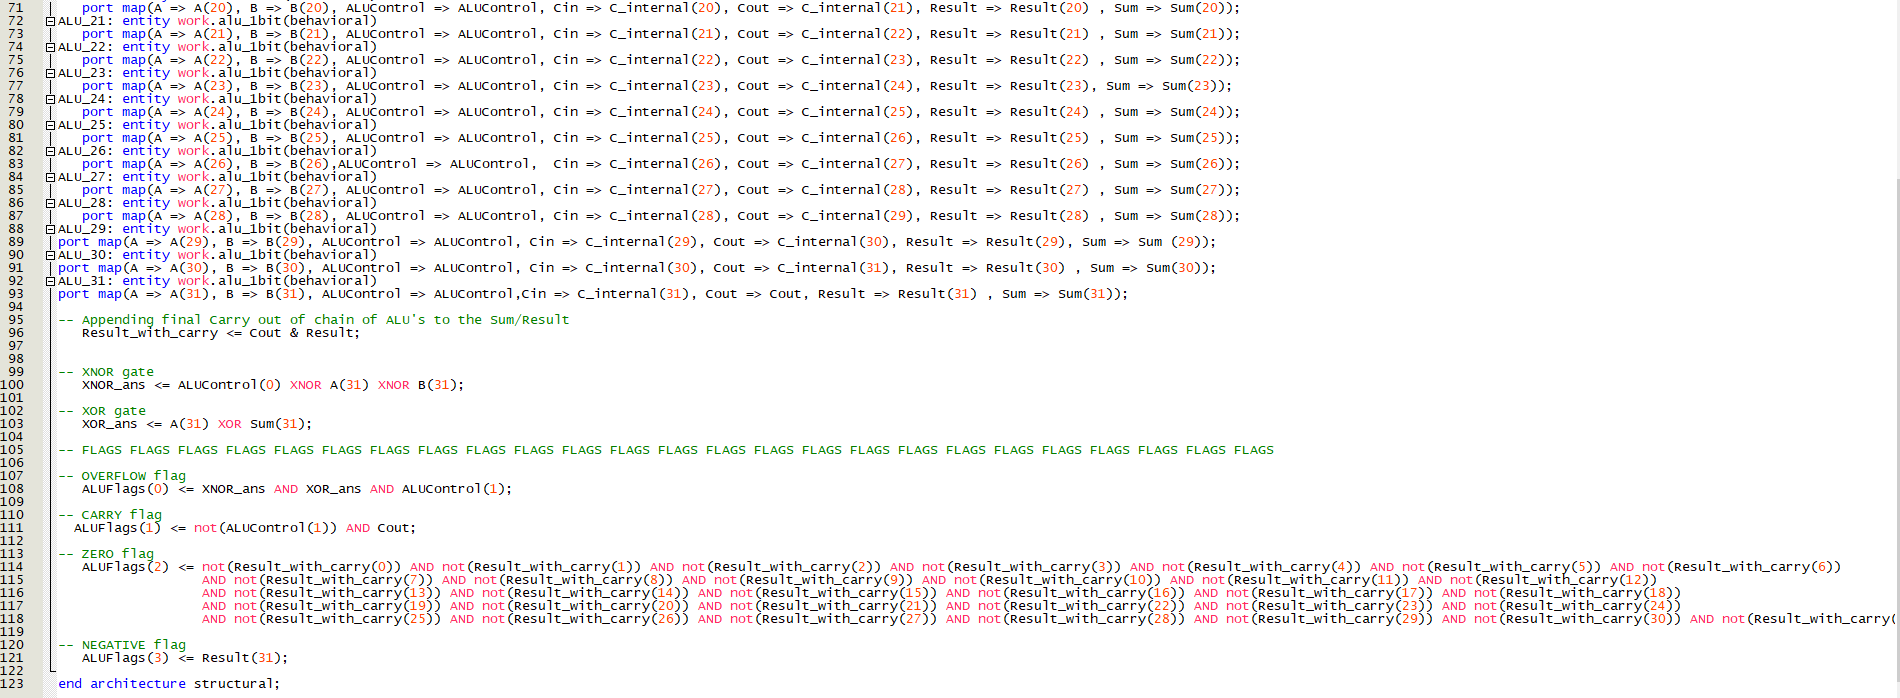 71 port map(A => A(20), B => B(20), ALUControl => ALUControl, Cin => C_internal(20), Cout => C_internal(21), Result => Result(20) , Sum => Sum(20));
72 ALU_21: entity work.alu_1bit(behavioral)
73 port map(A => A(21), B => B(21), ALUControl => ALUControl, Cin => C_internal(21), Cout => C_internal(22), Result => Result(21) , Sum => Sum(21));
74 ALU_22: entity work.alu_1bit(behavioral)
75 port map(A => A(22), B => B(22), ALUControl => ALUControl, Cin => C_internal(22), Cout => C_internal(23), Result => Result(22) , Sum => Sum(22));
76 ALU_23: entity work.alu_1bit(behavioral)
77 port map(A => A(23), B => B(23), ALUControl => ALUControl, Cin => C_internal(23), Cout => C_internal(24), Result => Result(23), Sum => Sum(23));
78 ALU_24: entity work.alu_1bit(behavioral)
79 port map(A => A(24), B => B(24), ALUControl => ALUControl, Cin => C_internal(24), Cout => C_internal(25), Result => Result(24) , Sum => Sum(24));
80 ALU_25: entity work.alu_1bit(behavioral)
81 port map(A => A(25), B => B(25), ALUControl => ALUControl, Cin => C_internal(25), Cout => C_internal(26), Result => Result(25) , Sum => Sum(25));
82 ALU_26: entity work.alu_1bit(behavioral)
83 port map(A => A(26), B => B(26),ALUControl => ALUControl,  Cin => C_internal(26), Cout => C_internal(27), Result => Result(26) , Sum => Sum(26));
84 ALU_27: entity work.alu_1bit(behavioral)
85 port map(A => A(27), B => B(27), ALUControl => ALUControl, Cin => C_internal(27), Cout => C_internal(28), Result => Result(27) , Sum => Sum(27));
86 ALU_28: entity work.alu_1bit(behavioral)
87 port map(A => A(28), B => B(28), ALUControl => ALUControl, Cin => C_internal(28), Cout => C_internal(29), Result => Result(28) , Sum => Sum(28));
88 ALU_29: entity work.alu_1bit(behavioral)
89 port map(A => A(29), B => B(29), ALUControl => ALUControl, Cin => C_internal(29), Cout => C_internal(30), Result => Result(29), Sum => Sum (29));
90 ALU_30: entity work.alu_1bit(behavioral)
91 port map(A => A(30), B => B(30), ALUControl => ALUControl, Cin => C_internal(30), Cout => C_internal(31), Result => Result(30) , Sum => Sum(30));
92 ALU_31: entity work.alu_1bit(behavioral)
93 port map(A => A(31), B => B(31), ALUControl => ALUControl,Cin => C_internal(31), Cout => Cout, Result => Result(31) , Sum => Sum(31));
94
95 -- Appending final Carry out of chain of ALU's to the Sum/Result
96 Result_with_carry <= Cout & Result;
97
98
99 -- XNOR gate
100 XNOR_ans <= ALUControl(0) XNOR A(31) XNOR B(31);
101
102 -- XOR gate
103 XOR_ans <= A(31) XOR Sum(31);
104
105 -- FLAGS FLAGS FLAGS FLAGS FLAGS FLAGS FLAGS FLAGS FLAGS FLAGS FLAGS FLAGS FLAGS FLAGS FLAGS FLAGS FLAGS FLAGS FLAGS FLAGS FLAGS FLAGS FLAGS FLAGS FLAGS
106
107 -- OVERFLOW flag
108 ALUFlags(0) <= XNOR_ans AND XOR_ans AND ALUControl(1);
109
110 -- CARRY flag
111 ALUFlags(1) <= not(ALUControl(1)) AND Cout;
112
113 -- ZERO flag
114 ALUFlags(2) <= not(Result_with_carry(0)) AND not(Result_with_carry(1)) AND not(Result_with_carry(2)) AND not(Result_with_carry(3)) AND not(Result_with_carry(4)) AND not(Result_with_carry(5)) AND not(Result_with_carry(6))
115 AND not(Result_with_carry(7)) AND not(Result_with_carry(8)) AND not(Result_with_carry(9)) AND not(Result_with_carry(10)) AND not(Result_with_carry(11)) AND not(Result_with_carry(12))
116 AND not(Result_with_carry(13)) AND not(Result_with_carry(14)) AND not(Result_with_carry(15)) AND not(Result_with_carry(16)) AND not(Result_with_carry(17)) AND not(Result_with_carry(18))
117 AND not(Result_with_carry(19)) AND not(Result_with_carry(20)) AND not(Result_with_carry(21)) AND not(Result_with_carry(22)) AND not(Result_with_carry(23)) AND not(Result_with_carry(24))
118 AND not(Result_with_carry(25)) AND not(Result_with_carry(26)) AND not(Result_with_carry(27)) AND not(Result_with_carry(28)) AND not(Result_with_carry(29)) AND not(Result_with_carry(30)) AND not(Result_with_carry(
119
120 -- NEGATIVE flag
121 ALUFlags(3) <= Result(31);
122
123 end architecture structural;